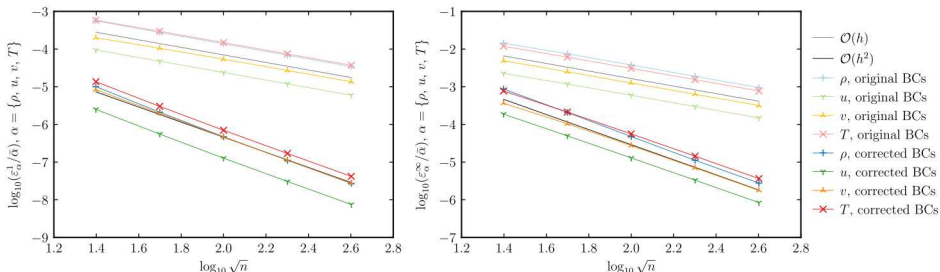 −3
−4
−5
−6
−7
−8
−9
log₁₀(ε¹_α/ᾱ), α = {ρ, u, v, T}
1.2 1.4 1.6 1.8 2.0 2.2 2.4 2.6 2.8
log₁₀ √n
−1
−2
−3
−4
−5
−6
−7
log₁₀(ε^∞_α/ᾱ), α = {ρ, u, v, T}
1.2 1.4 1.6 1.8 2.0 2.2 2.4 2.6 2.8
log₁₀ √n
𝒪(h)
𝒪(h²)
ρ, original BCs
u, original BCs
v, original BCs
T, original BCs
ρ, corrected BCs
u, corrected BCs
v, corrected BCs
T, corrected BCs